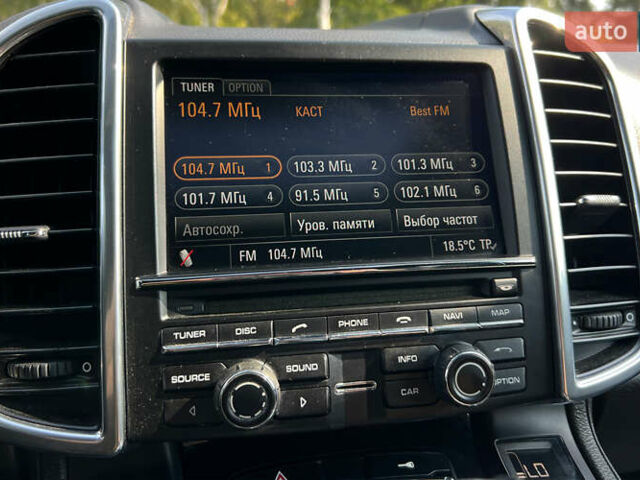 auto
TUNER OPTION
104.7 МГц КАСТ Best FM
104.7 МГц 1 103.3 МГц 2 101.3 МГц 3
101.7 МГц 4 91.5 МГц 5 102.1 МГц 6
Автосохр. Уров. памяти Выбор частот
FM 104.7 МГц 18.5°C TP
TUNER DISC PHONE NAVI MAP
SOURCE SOUND INFO
CAR OPTION
LO